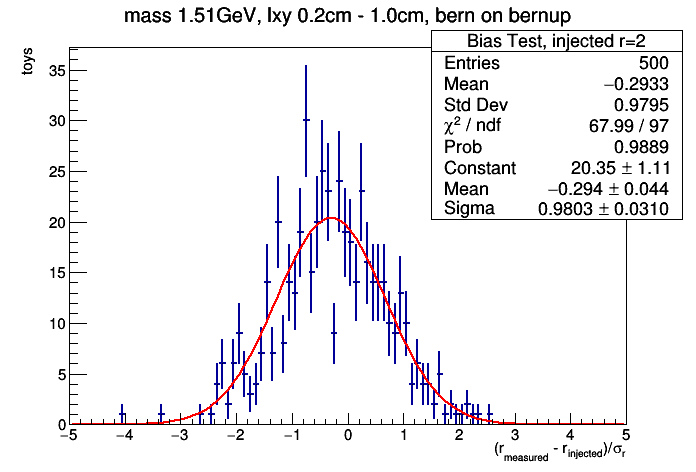 mass 1.51GeV, lxy 0.2cm - 1.0cm, bern on bernup
Bias Test, injected r=2
Entries 500
Mean −0.2933
Std Dev 0.9795
χ² / ndf 67.99 / 97
Prob 0.9889
Constant 20.35 ± 1.11
Mean −0.294 ± 0.044
Sigma 0.9803 ± 0.0310
toys
35
30
25
20
15
10
5
0
−5 −4 −3 −2 −1 0 1 2 3 4 5
(r_measured - r_injected)/σ_r